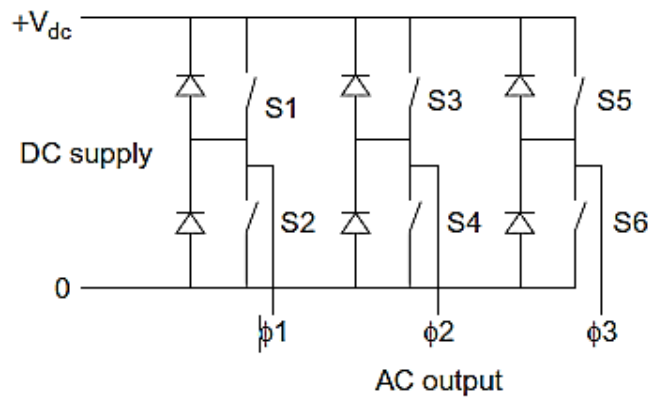 +Vdc
S1 S3 S5
DC supply
S2 S4 S6
0
ϕ1 ϕ2 ϕ3
AC output